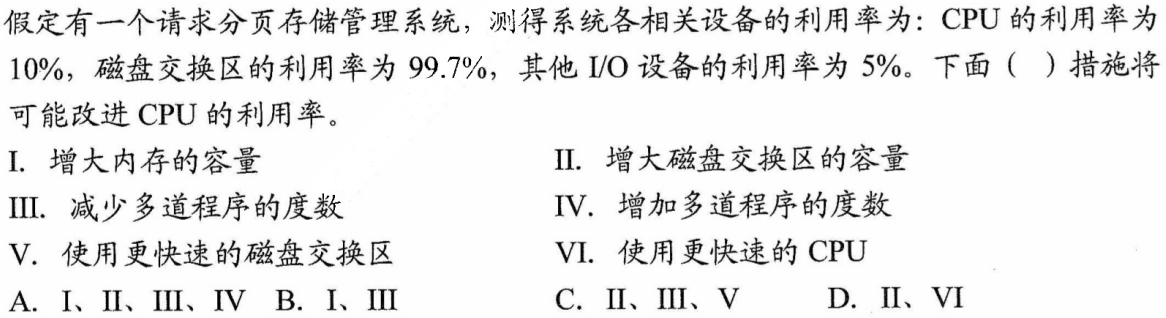 假定有一个请求分页存储管理系统，测得系统各相关设备的利用率为：CPU 的利用率为
10%，磁盘交换区的利用率为 99.7%，其他 I/O 设备的利用率为 5%。下面（ ）措施将
可能改进 CPU 的利用率。
I. 增大内存的容量 II. 增大磁盘交换区的容量
III. 减少多道程序的度数 IV. 增加多道程序的度数
V. 使用更快速的磁盘交换区 VI. 使用更快速的 CPU
A. I、II、III、IV B. I、III C. II、III、V D. II、VI